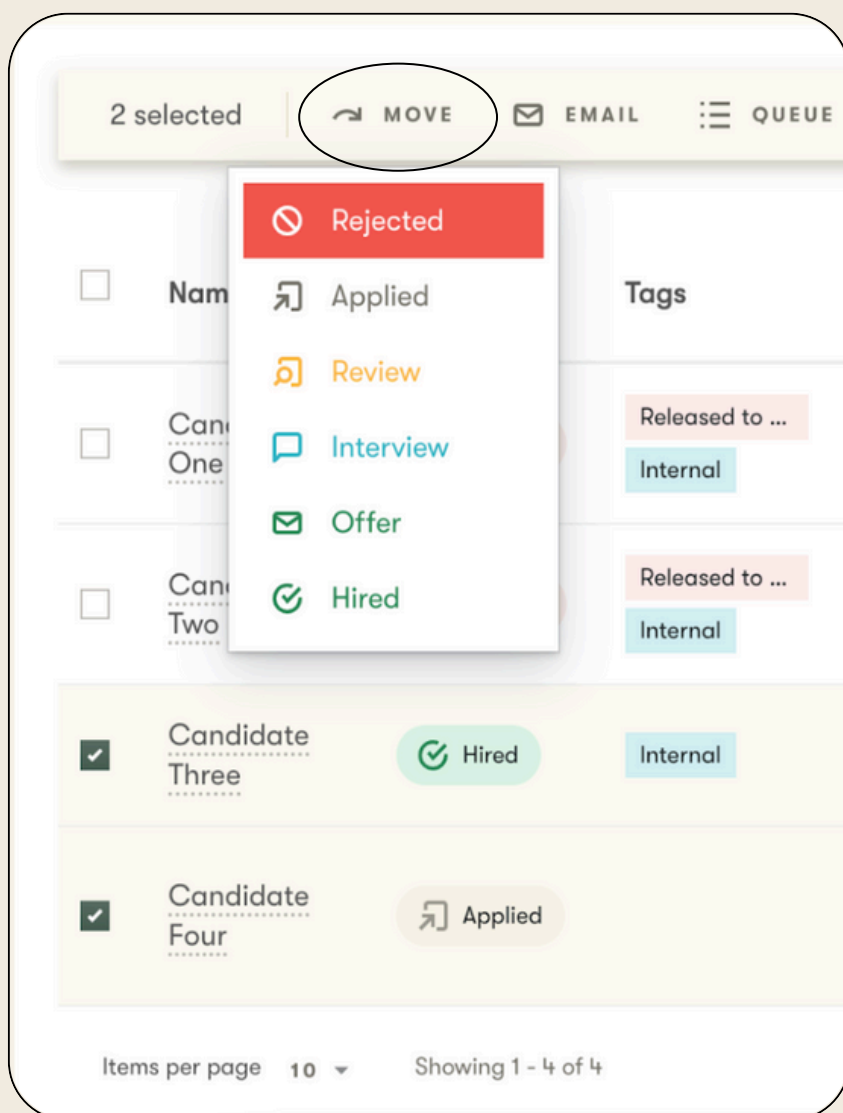 2 selected
MOVE
EMAIL
QUEUE
Rejected
Applied
Review
Interview
Offer
Hired
Nam
Tags
Can
One
Released to ...
Internal
Can
Two
Released to ...
Internal
Candidate
Three
Hired
Internal
Candidate
Four
Applied
Items per page 10
Showing 1 - 4 of 4